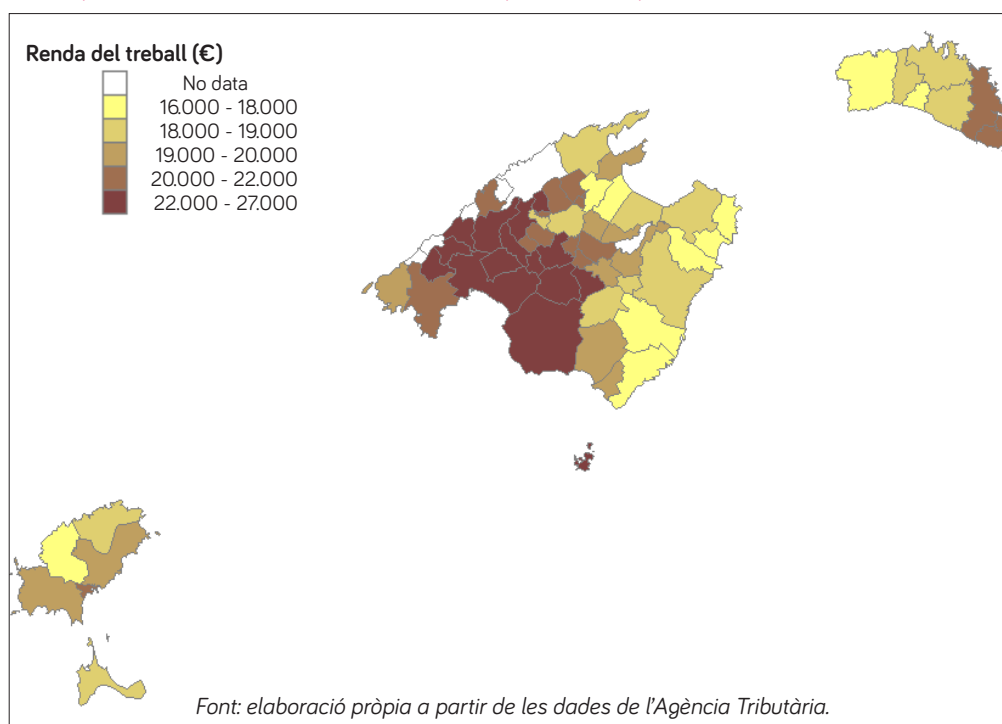 Renda del treball (€)
No data
16.000 - 18.000
18.000 - 19.000
19.000 - 20.000
20.000 - 22.000
22.000 - 27.000
Font: elaboració pròpia a partir de les dades de l'Agència Tributària.